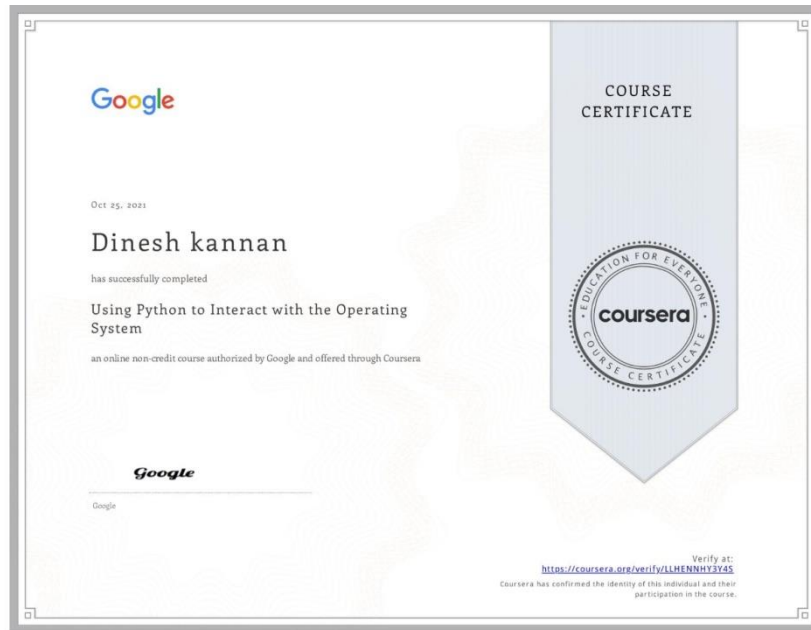 Google
COURSE
CERTIFICATE
Oct 25, 2021
Dinesh kannan
has successfully completed
Using Python to Interact with the Operating
System
an online non-credit course authorized by Google and offered through Coursera
EDUCATION FOR EVERYONE
coursera
COURSE CERTIFICATE
Google
Google
Verify at:
https://coursera.org/verify/LLHENNHY3Y4S
Coursera has confirmed the identity of this individual and their
participation in the course.